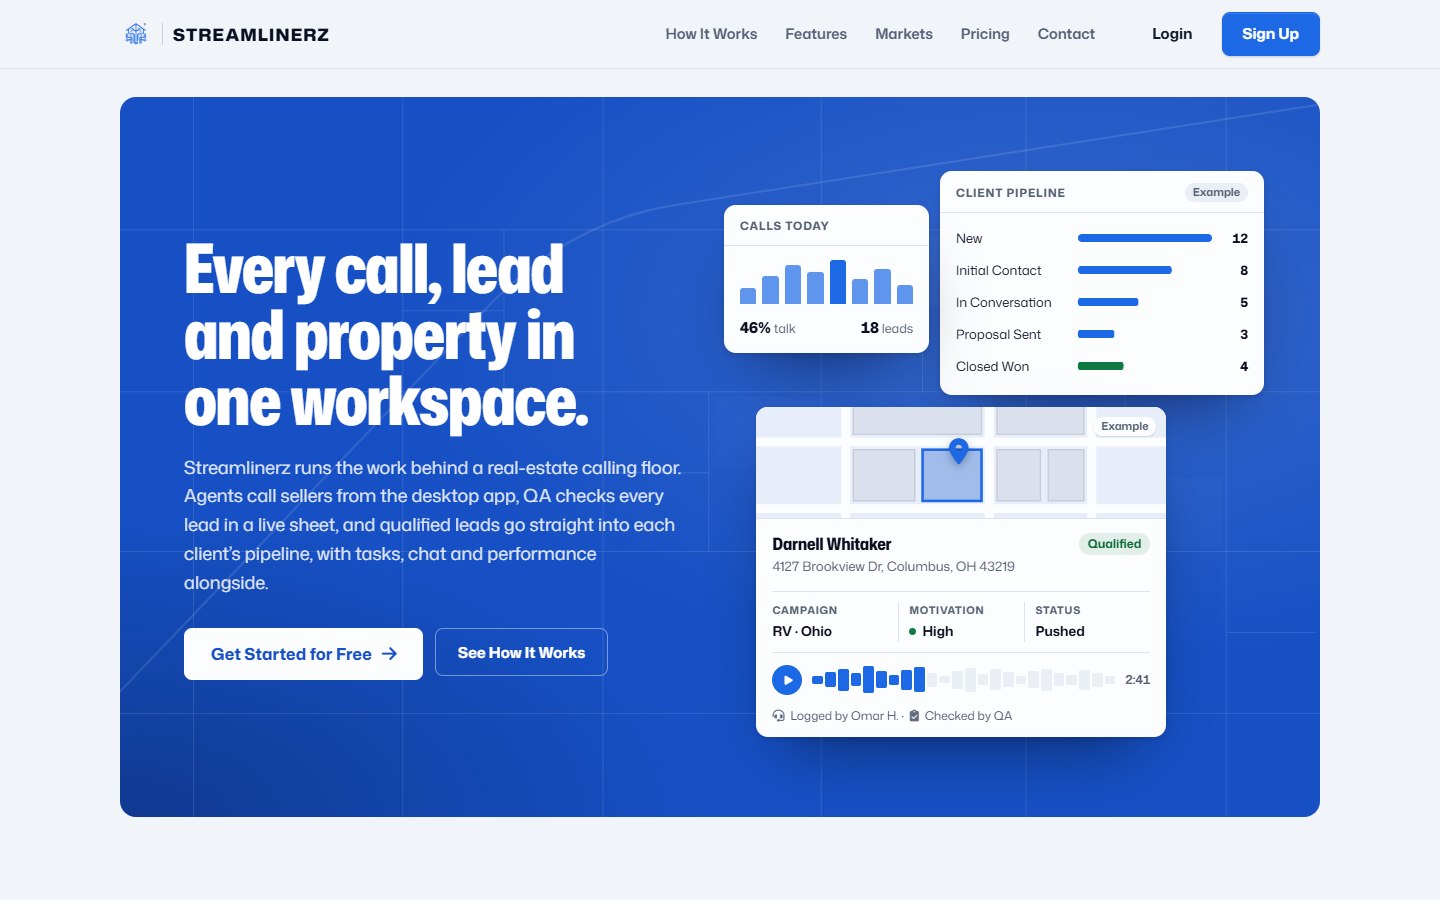 STREAMLINERZ
How It Works
Features
Markets
Pricing
Contact
Login
Sign Up
Every call, lead
and property in
one workspace.
Streamlinerz runs the work behind a real-estate calling floor.
Agents call sellers from the desktop app, QA checks every
lead in a live sheet, and qualified leads go straight into each
client’s pipeline, with tasks, chat and performance
alongside.
Get Started for Free
See How It Works
CALLS TODAY
46% talk
18 leads
CLIENT PIPELINE
Example
New 12
Initial Contact 8
In Conversation 5
Proposal Sent 3
Closed Won 4
Example
Darnell Whitaker
Qualified
4127 Brookview Dr, Columbus, OH 43219
CAMPAIGN
RV · Ohio
MOTIVATION
High
STATUS
Pushed
2:41
Logged by Omar H. · Checked by QA